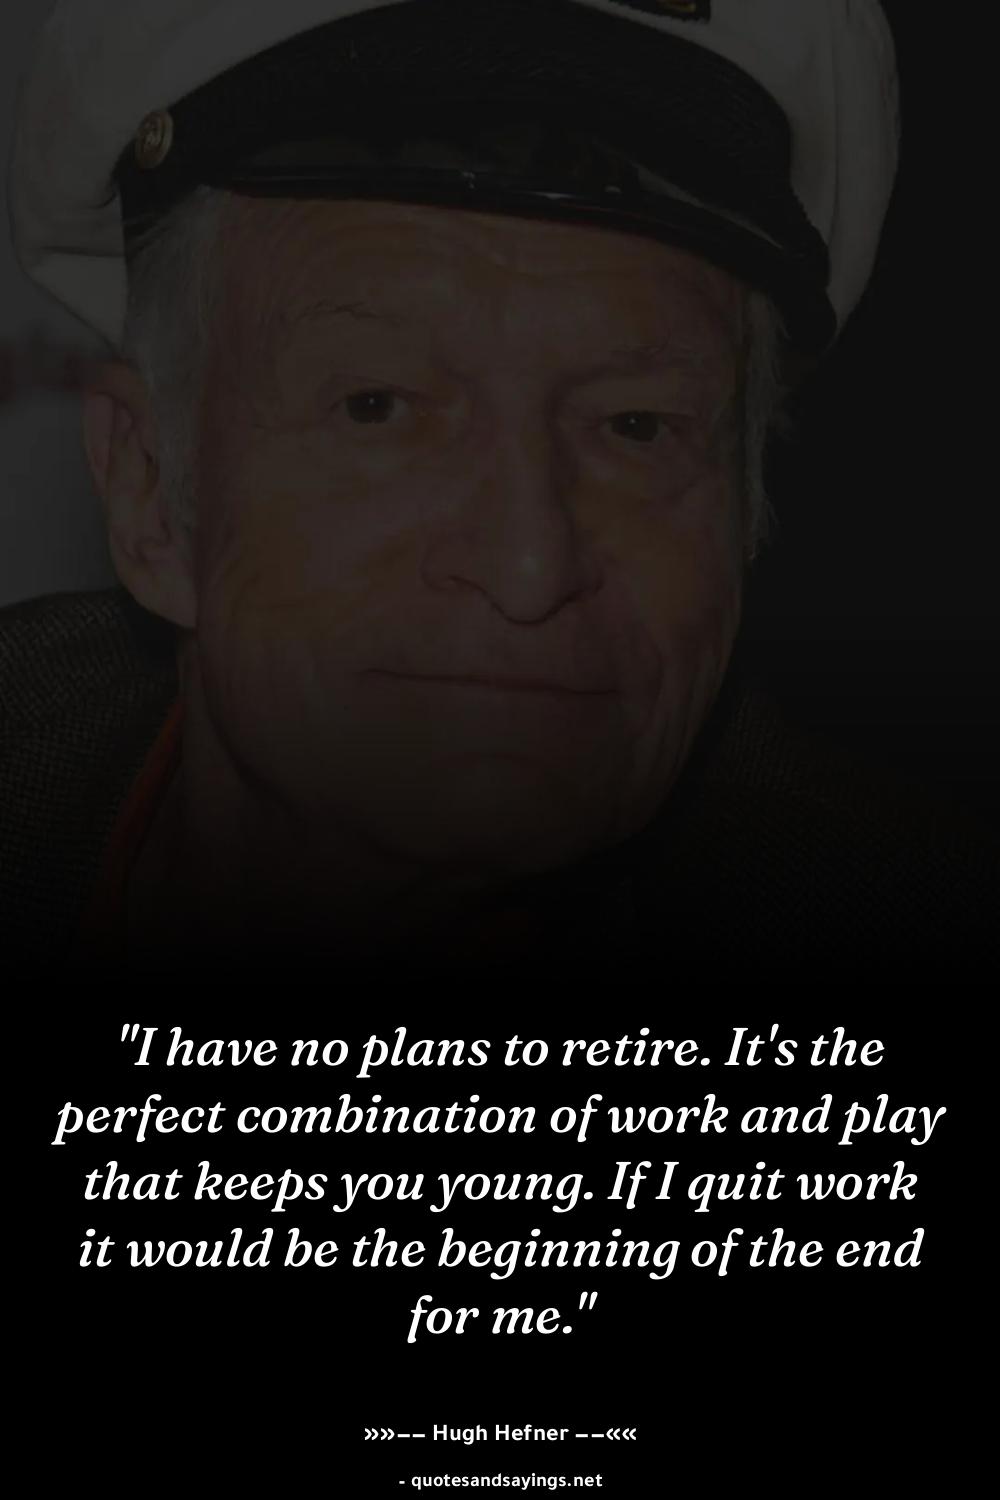 "I have no plans to retire. It's the
perfect combination of work and play
that keeps you young. If I quit work
it would be the beginning of the end
for me."
»»–– Hugh Hefner ––««
- quotesandsayings.net